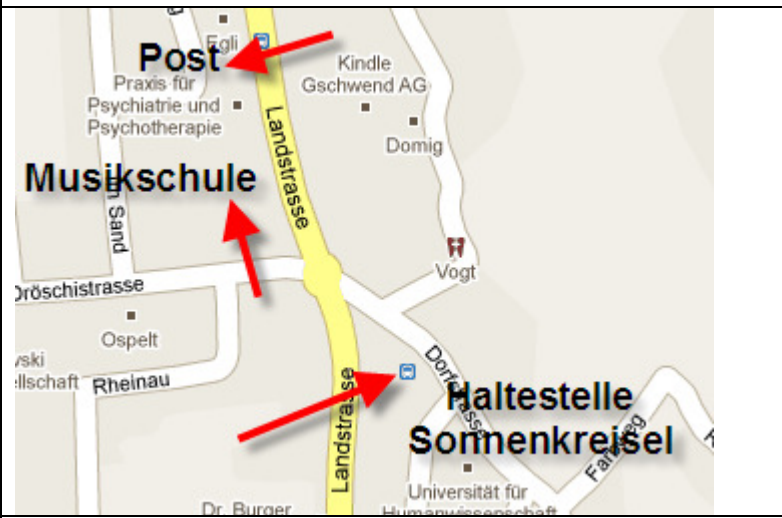 Egli
Post
Kindle
Gschwend AG
Praxis für
Psychiatrie und
Psychotherapie
Domig
Landstrasse
Musikschule
Sand
Vogt
Dröschistrasse
Ospelt
Rheinau
Dorfstrasse
Landstrasse
Haltestelle
Sonnenkreisel
Universität für
Humanwissenschaft
Dr. Burger